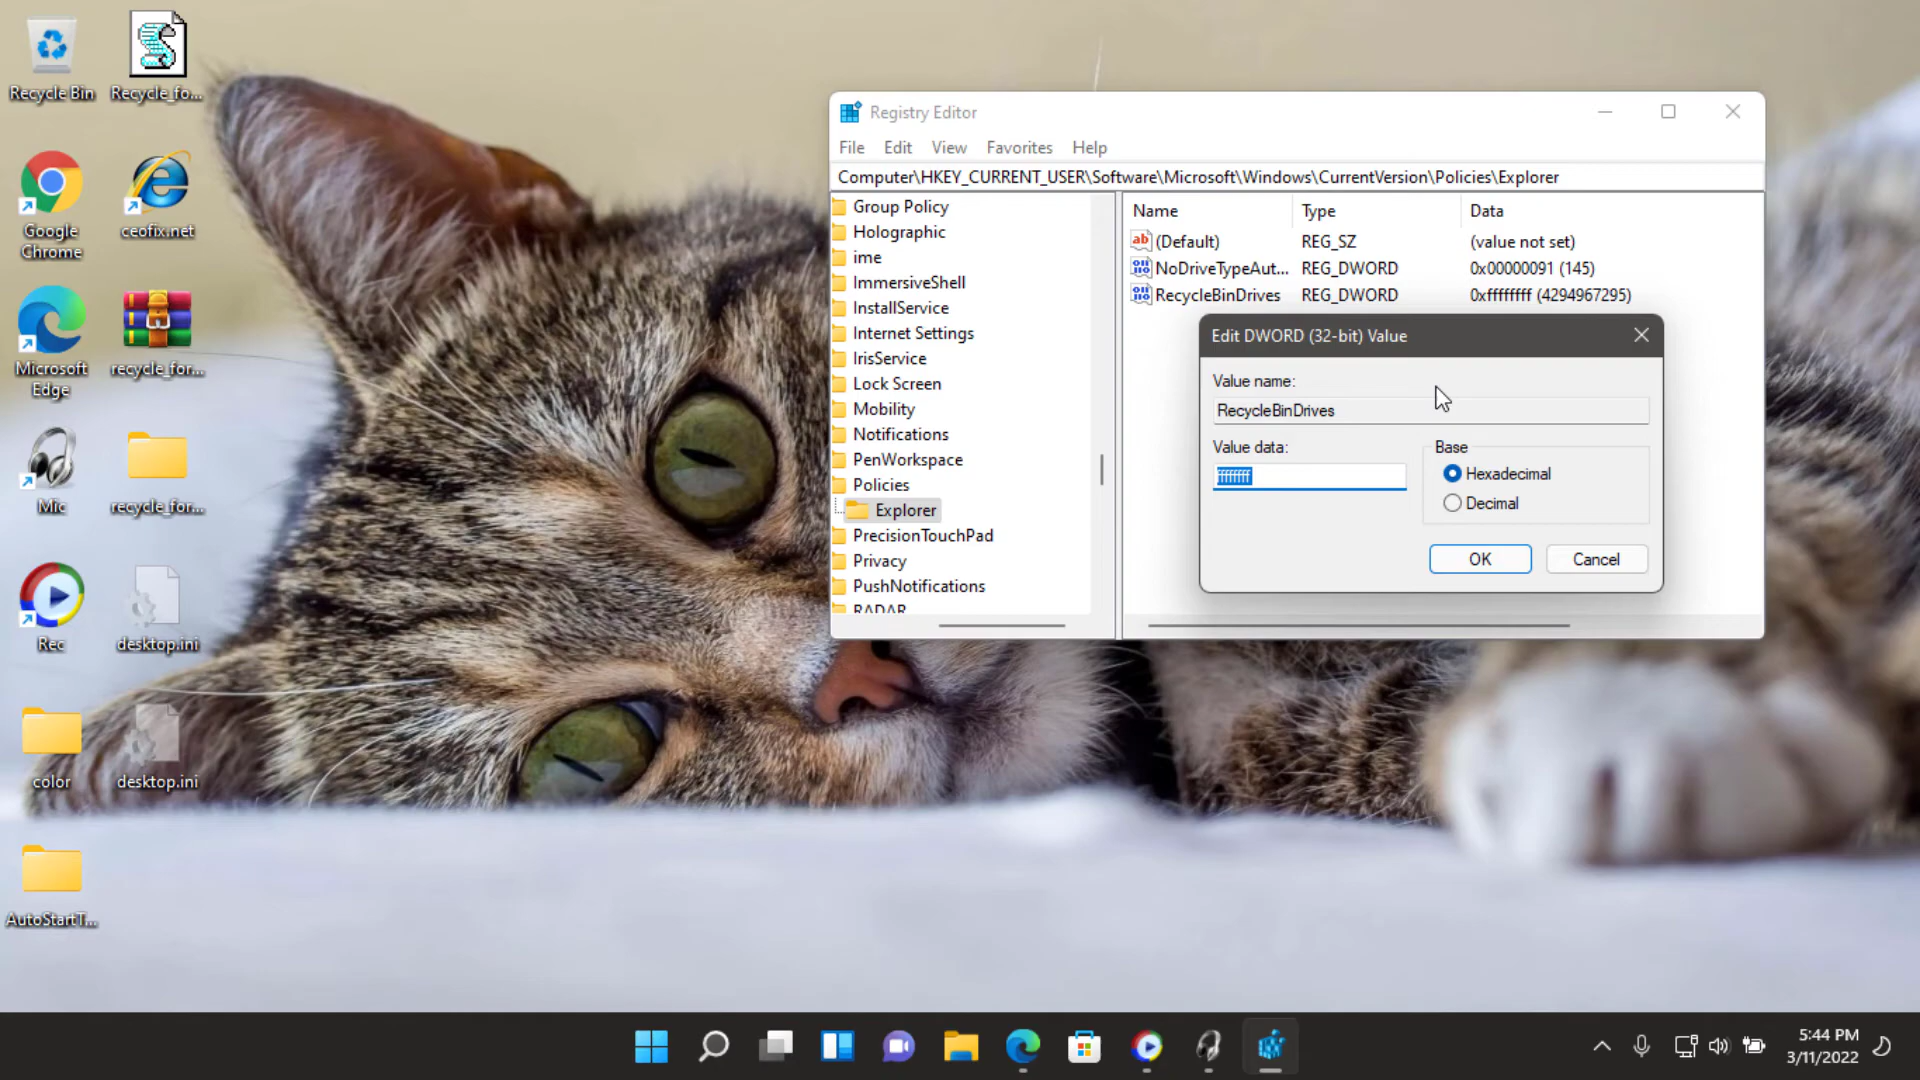 Recycle Bin
Recycle_fo...
Google
Chrome
ceofix.net
Microsoft
Edge
recycle_for...
Mic
recycle_for...
Rec
desktop.ini
color
desktop.ini
AutoStartT...
Registry Editor
File Edit View Favorites Help
Computer\HKEY_CURRENT_USER\Software\Microsoft\Windows\CurrentVersion\Policies\Explorer
Group Policy
Holographic
ime
ImmersiveShell
InstallService
Internet Settings
IrisService
Lock Screen
Mobility
Notifications
PenWorkspace
Policies
Explorer
PrecisionTouchPad
Privacy
PushNotifications
RADAR
Name Type Data
(Default) REG_SZ (value not set)
NoDriveTypeAut... REG_DWORD 0x00000091 (145)
RecycleBinDrives REG_DWORD 0xffffffff (4294967295)
Edit DWORD (32-bit) Value
Value name:
RecycleBinDrives
Value data:
ffffffff
Base
Hexadecimal
Decimal
OK Cancel
5:44 PM
3/11/2022